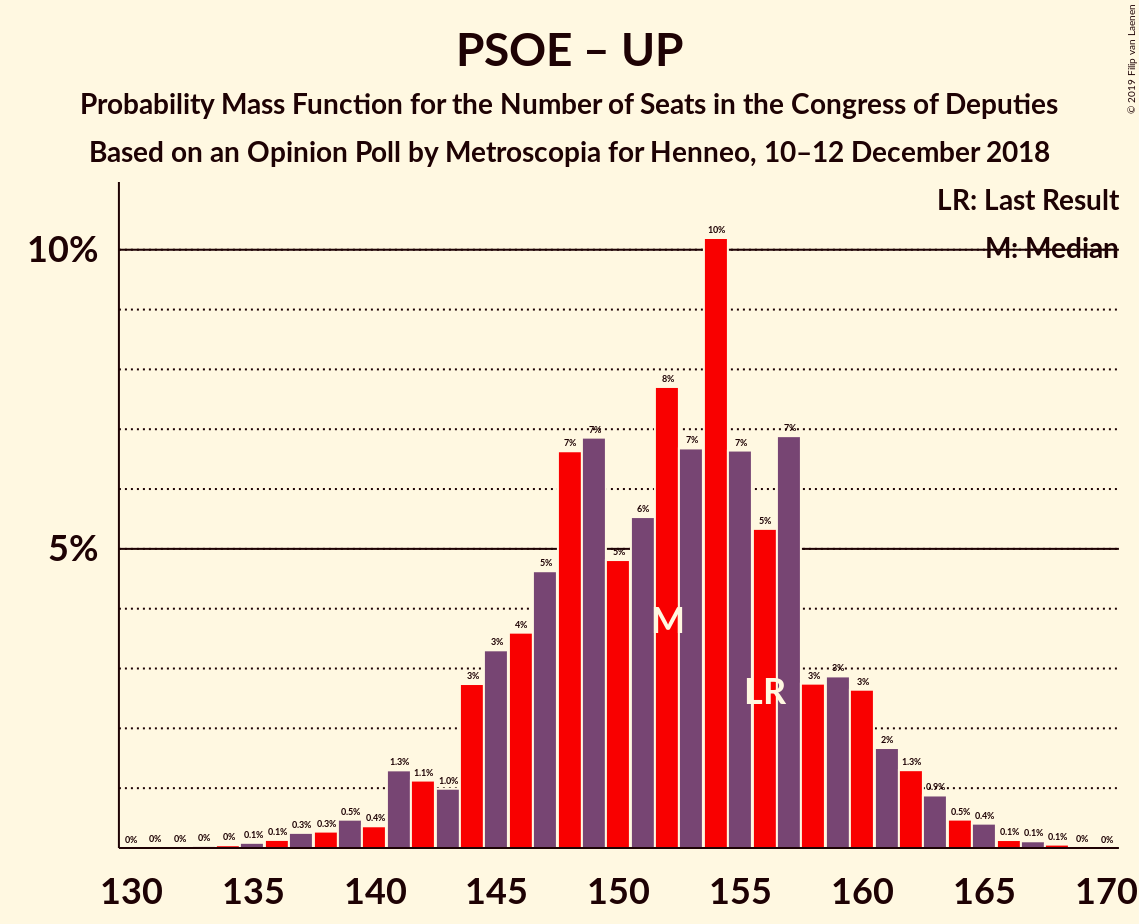 PSOE – UP
Probability Mass Function for the Number of Seats in the Congress of Deputies
Based on an Opinion Poll by Metroscopia for Henneo, 10–12 December 2018
© 2019 Filip van Laenen
LR: Last Result
M: Median
10%
5%
0% 0% 0% 0% 0% 0.1% 0.1% 0.3% 0.3% 0.5% 0.4% 1.3% 1.1% 1.0% 3% 3% 4% 5% 7% 7% 5% 6% 8% 7% 10% 7% 5% 7% 3% 3% 3% 2% 1.3% 0.9% 0.5% 0.4% 0.1% 0.1% 0.1% 0% 0%
M
LR
130 135 140 145 150 155 160 165 170